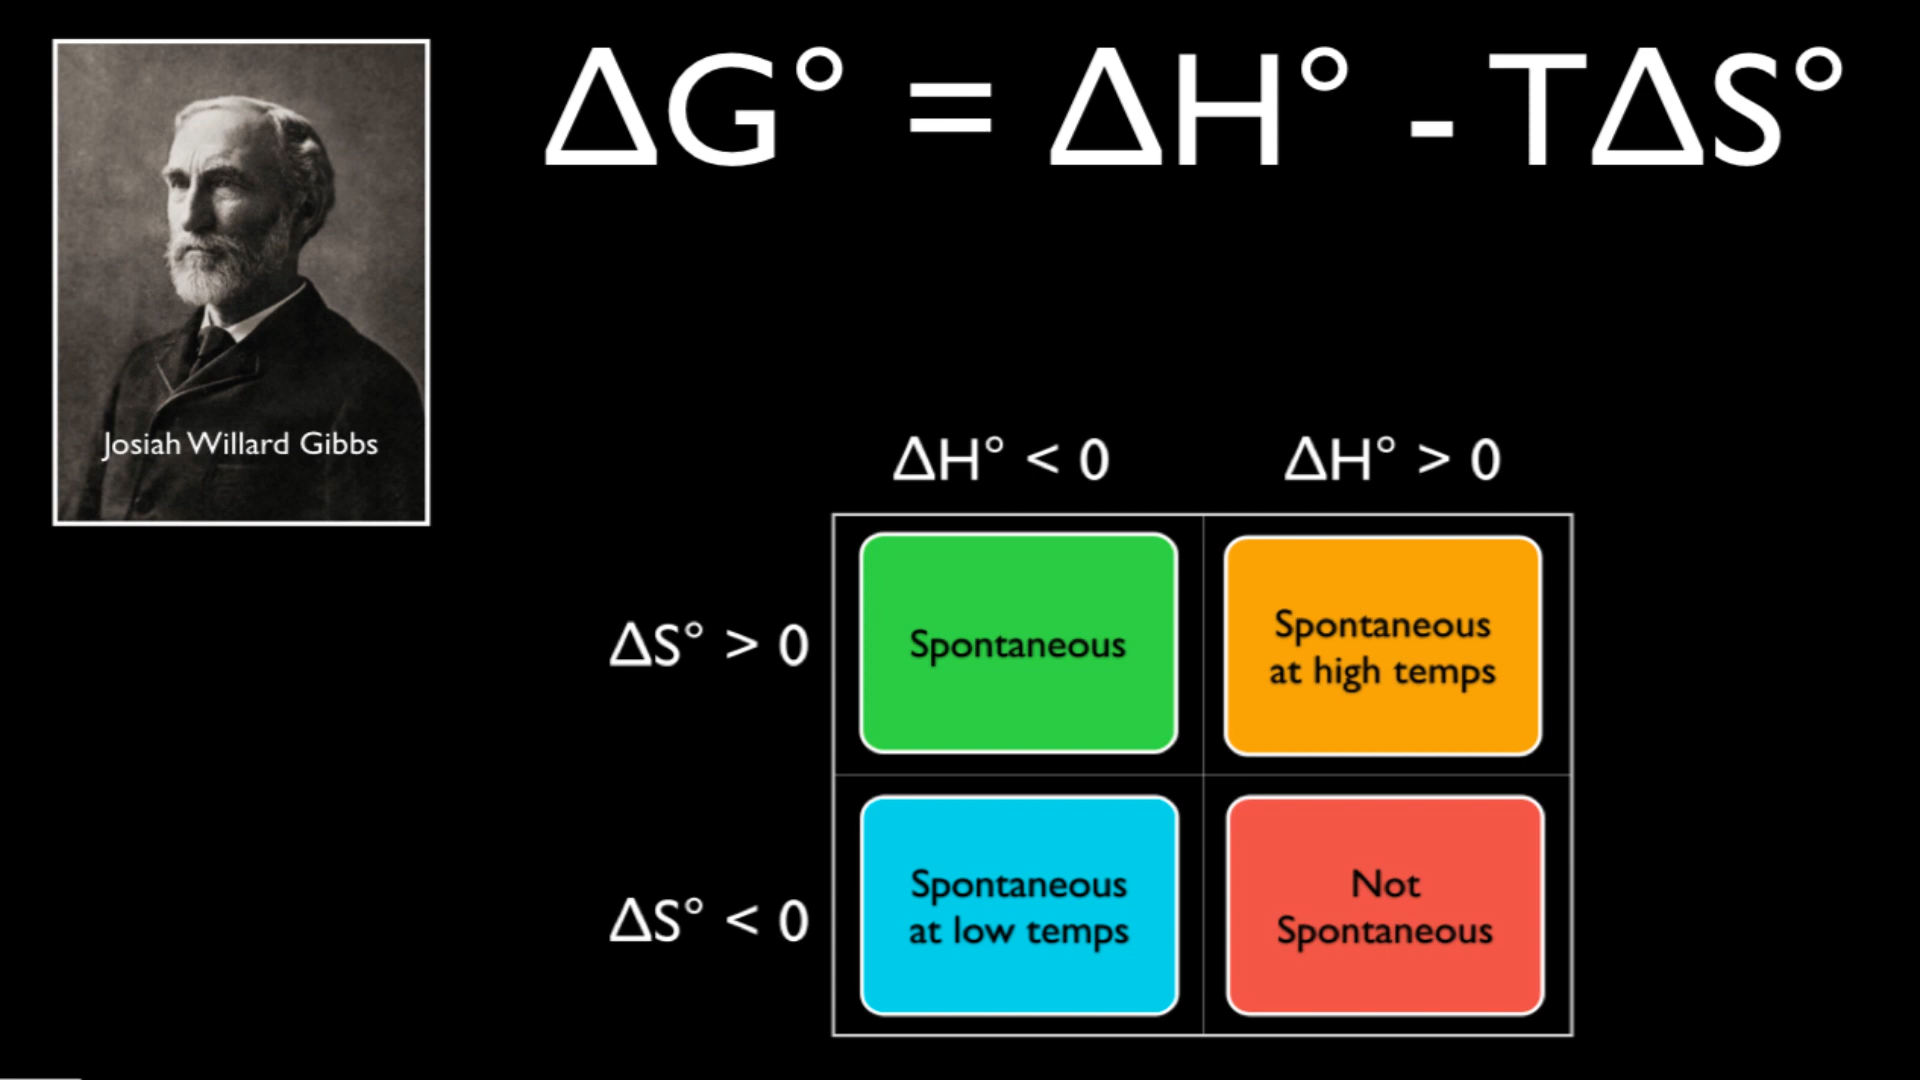 ΔG° = ΔH° - TΔS°
Josiah Willard Gibbs
ΔH° < 0
ΔH° > 0
ΔS° > 0
Spontaneous
Spontaneous
at high temps
ΔS° < 0
Spontaneous
at low temps
Not
Spontaneous